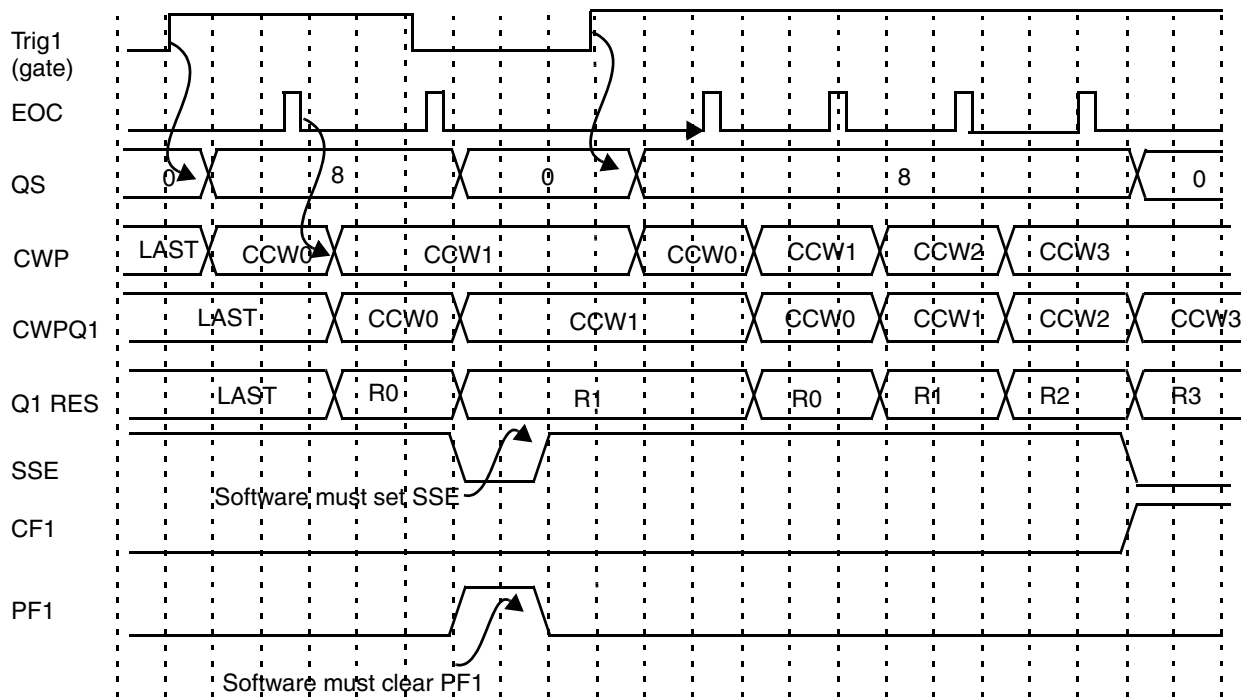 Trig1
(gate)
EOC
QS
0 8 0 8 0
CWP
LAST CCW0 CCW1 CCW0 CCW1 CCW2 CCW3
CWPQ1
LAST CCW0 CCW1 CCW0 CCW1 CCW2 CCW3
Q1 RES
LAST R0 R1 R0 R1 R2 R3
SSE
Software must set SSE
CF1
PF1
Software must clear PF1